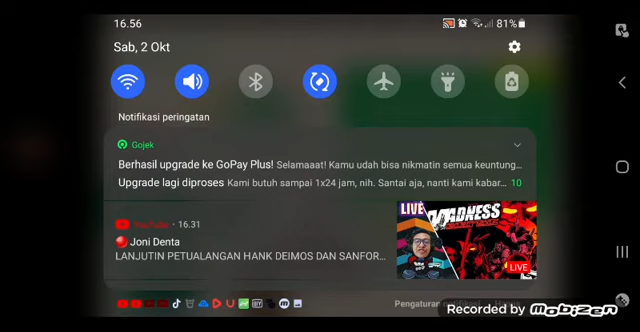 16.56
81%
Sab, 2 Okt
Notifikasi peringatan
Gojek
Berhasil upgrade ke GoPay Plus! Selamaaat! Kamu udah bisa nikmatin semua keuntung...
Upgrade lagi diproses Kami butuh sampai 1x24 jam, nih. Santai aja, nanti kami kabar... 10
YouTube • 16.31
Joni Denta
LANJUTIN PETUALANGAN HANK DEIMOS DAN SANFOR...
LIVE
MADNESS
LIVE
Pengaturan notifikasi
Recorded by mobizen